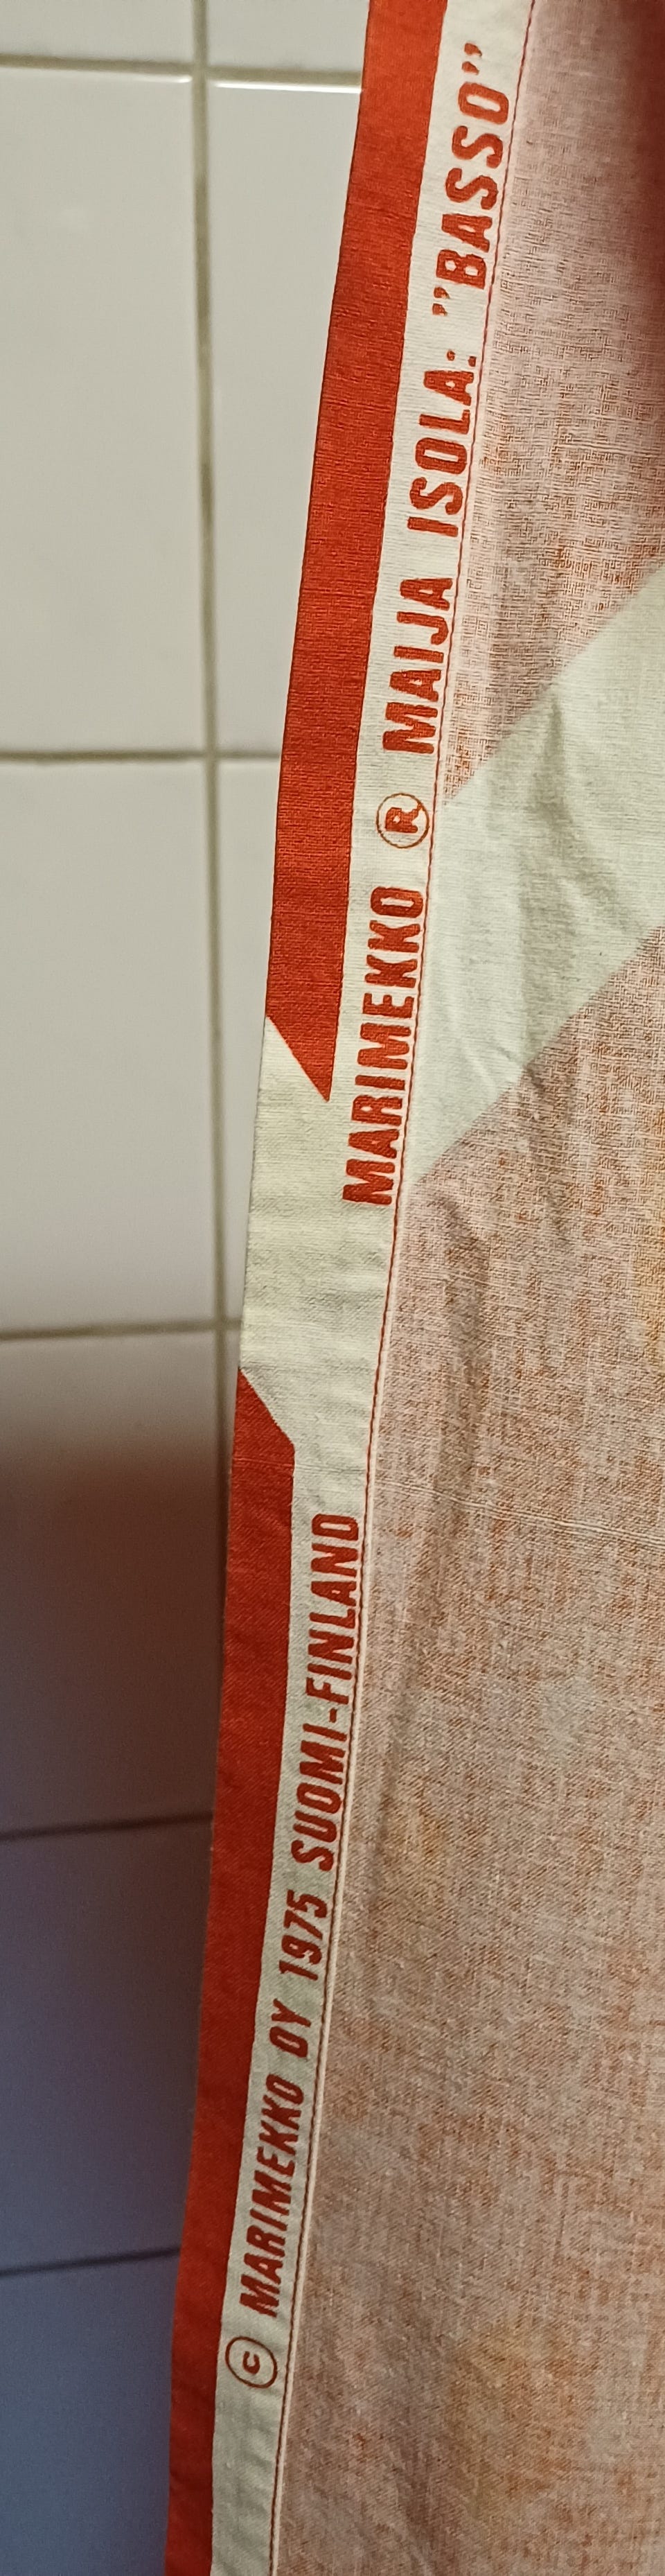 © MARIMEKKO OY 1975 SUOMI-FINLAND
MARIMEKKO ® MAIJA ISOLA: ”BASSO”